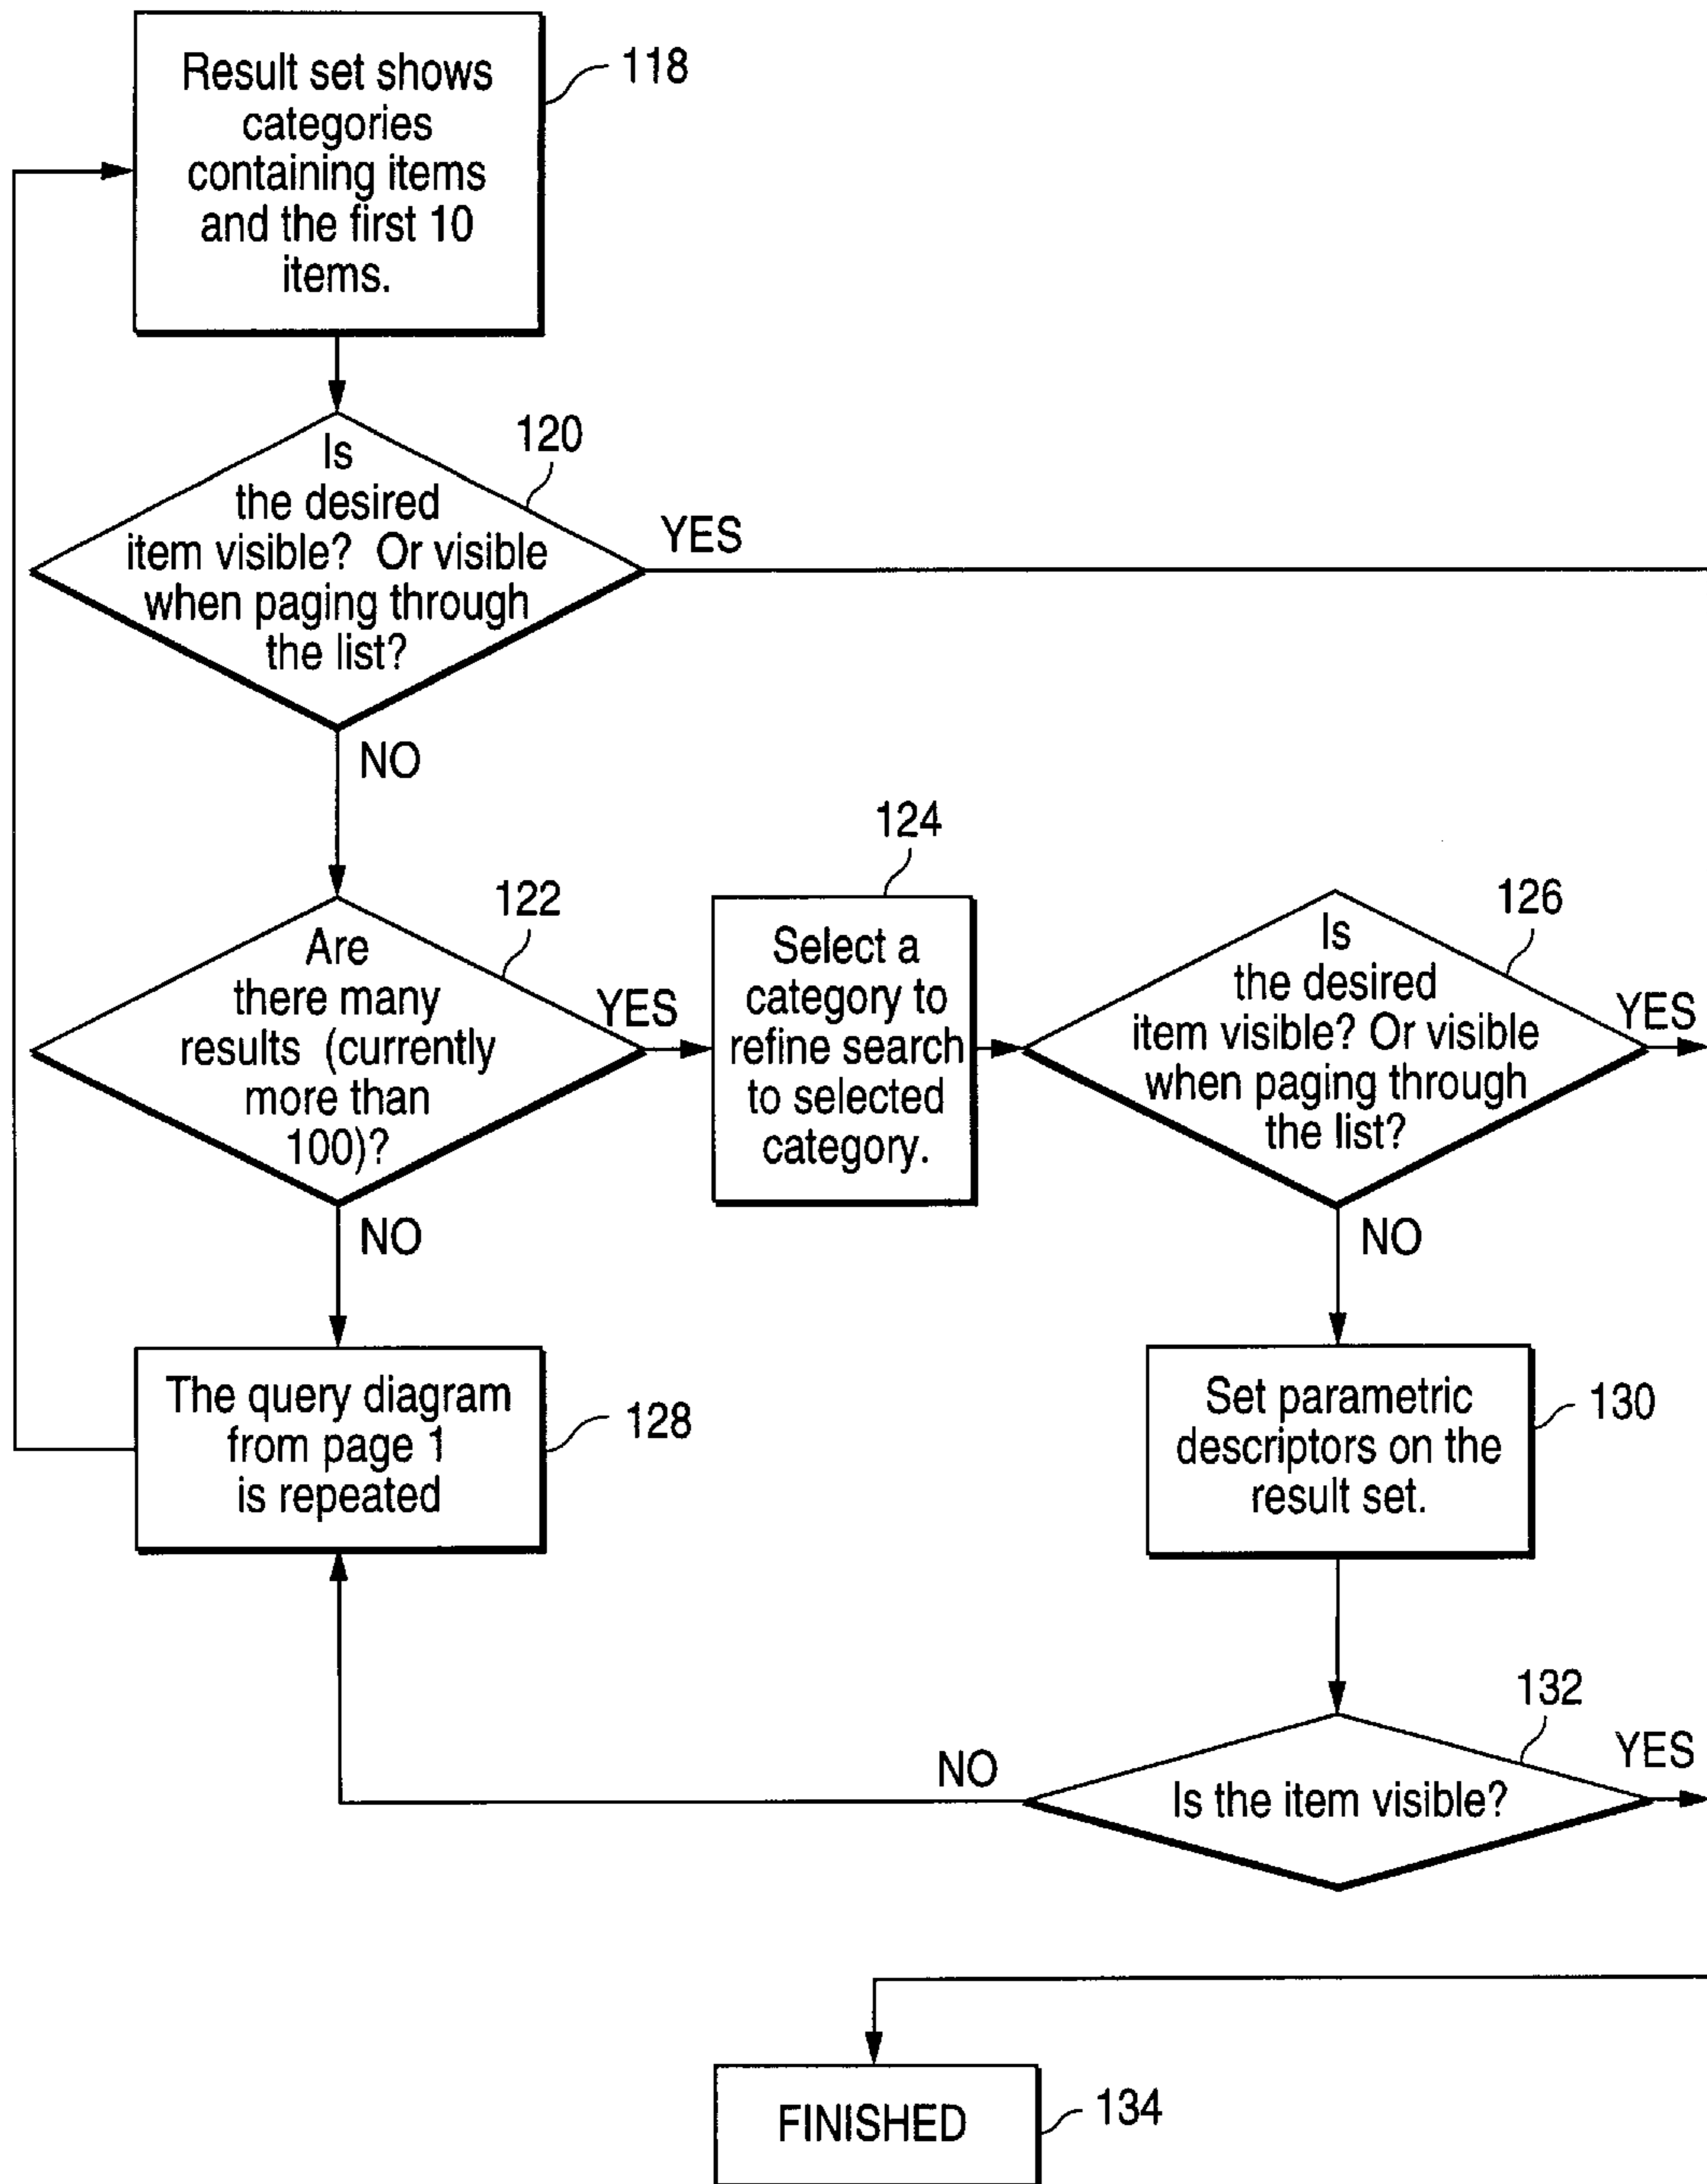 Result set shows
categories
containing items
and the first 10
items.
118
Is
the desired
item visible? Or visible
when paging through
the list?
120
YES
NO
Are
there many
results (currently
more than
100)?
122
YES
NO
Select a
category to
refine search
to selected
category.
124
Is
the desired
item visible? Or visible
when paging through
the list?
126
YES
NO
The query diagram
from page 1
is repeated
128
Set parametric
descriptors on the
result set.
130
Is the item visible?
132
YES
NO
FINISHED
134